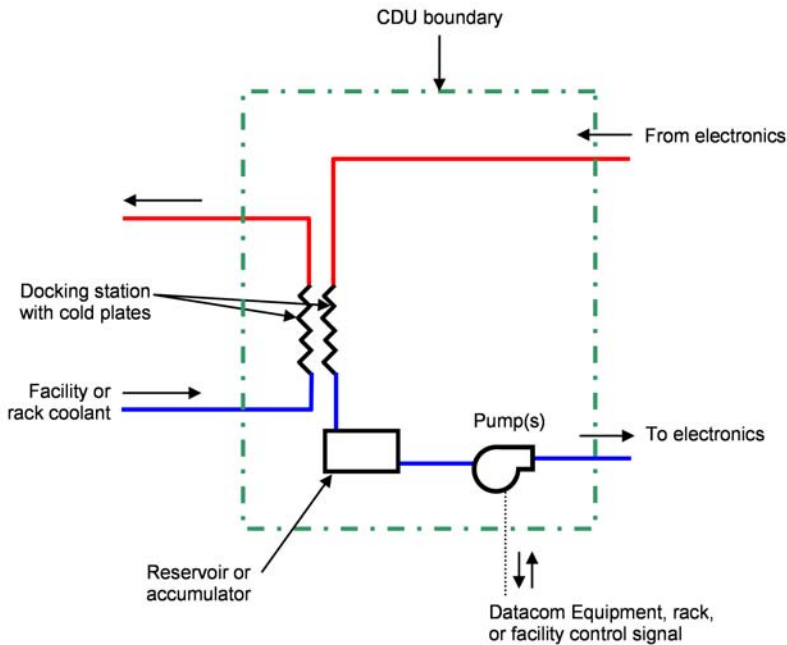 CDU boundary
From electronics
Docking station
with cold plates
Facility or
rack coolant
Pump(s)
To electronics
Reservoir or
accumulator
Datacom Equipment, rack,
or facility control signal